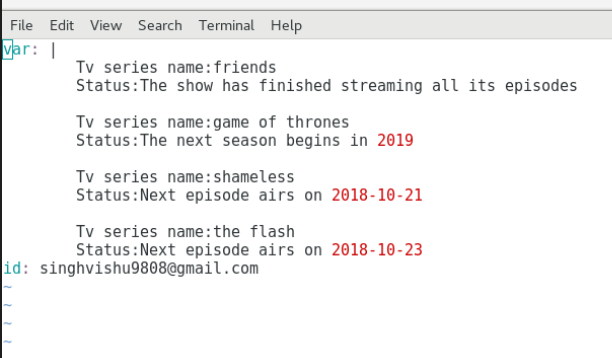 File Edit View Search Terminal Help
var: |
Tv series name:friends
Status:The show has finished streaming all its episodes
Tv series name:game of thrones
Status:The next season begins in 2019
Tv series name:shameless
Status:Next episode airs on 2018-10-21
Tv series name:the flash
Status:Next episode airs on 2018-10-23
id: singhvishu9808@gmail.com
~
~
~
~